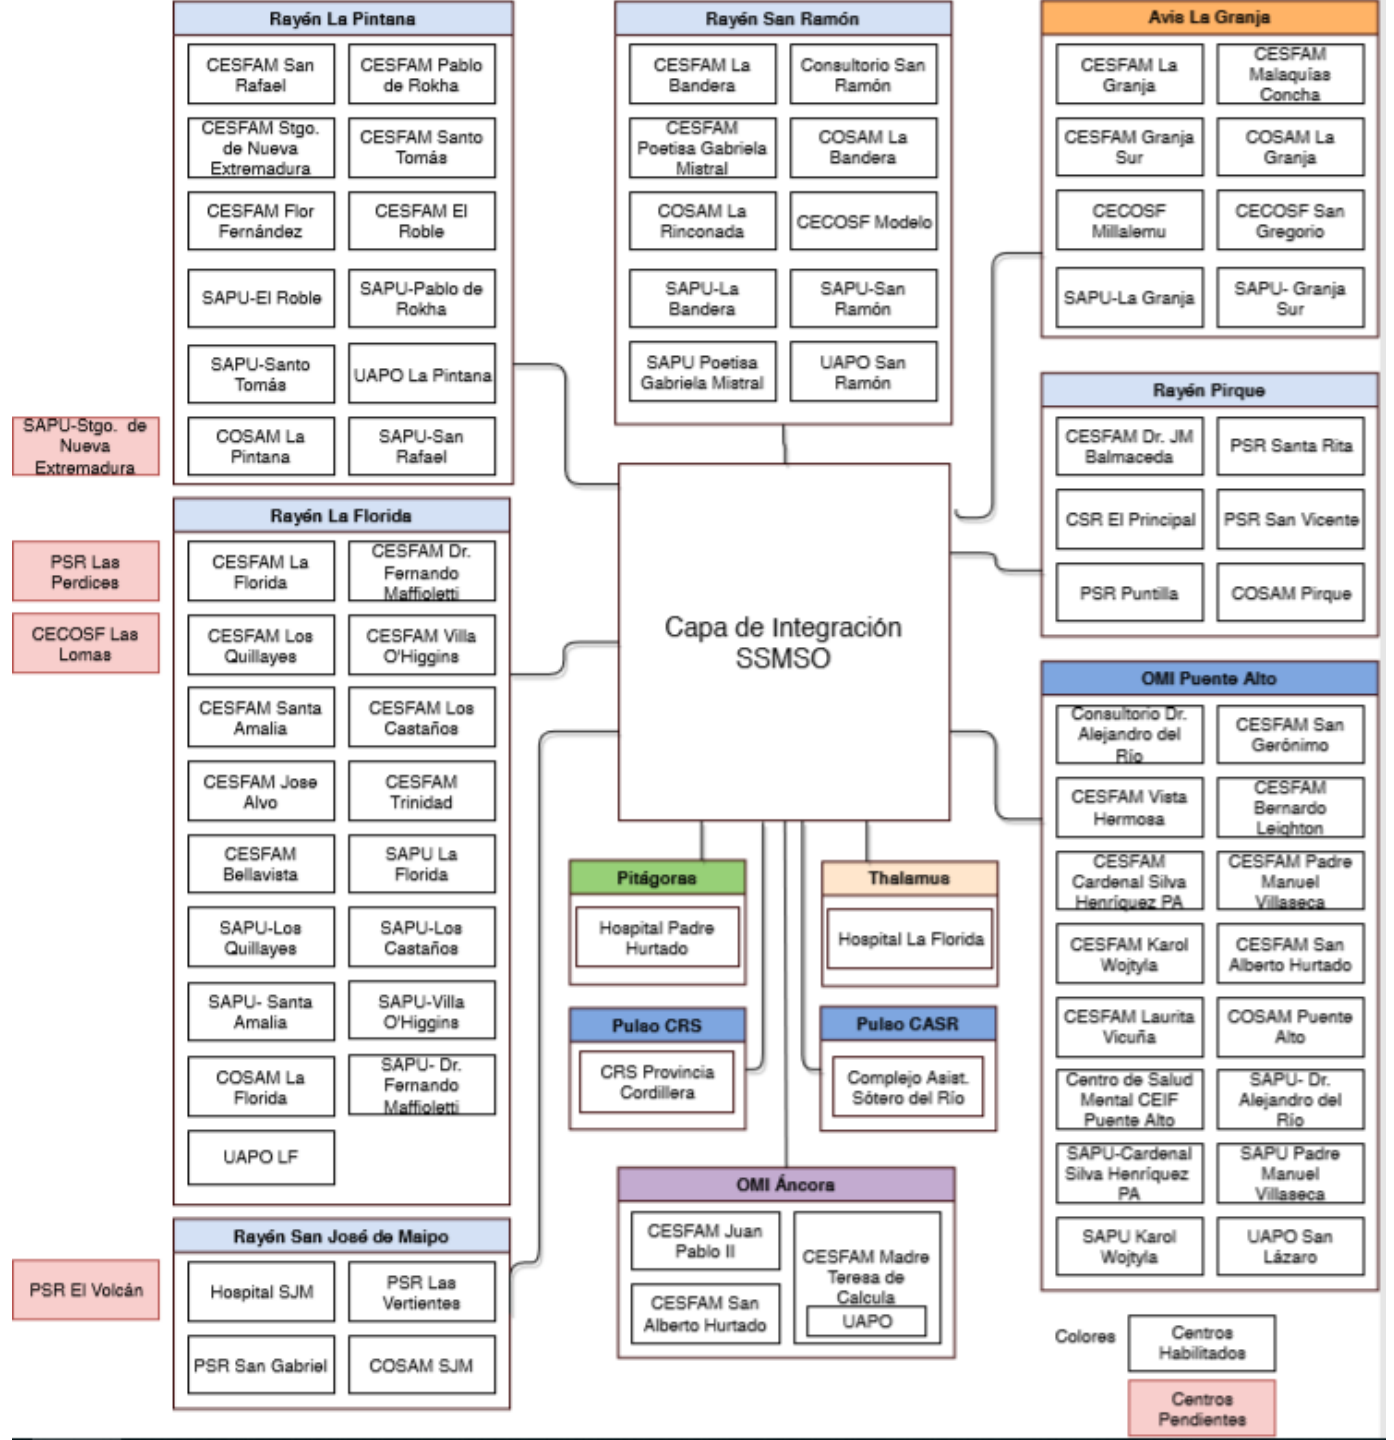 Rayén La Pintana
CESFAM San
Rafael
CESFAM Pablo
de Rokha
CESFAM Stgo.
de Nueva
Extremadura
CESFAM Santo
Tomás
CESFAM Flor
Fernández
CESFAM El
Roble
SAPU-El Roble
SAPU-Pablo de
Rokha
SAPU-Santo
Tomás
UAPO La Pintana
COSAM La
Pintana
SAPU-San
Rafael
SAPU-Stgo. de
Nueva
Extremadura
Rayén San Ramón
CESFAM La
Bandera
Consultorio San
Ramón
CESFAM
Poetisa Gabriela
Mistral
COSAM La
Bandera
COSAM La
Rinconada
CECOSF Modelo
SAPU-La
Bandera
SAPU-San
Ramón
SAPU Poetisa
Gabriela Mistral
UAPO San
Ramón
Avis La Granja
CESFAM La
Granja
CESFAM
Malaquías
Concha
CESFAM Granja
Sur
COSAM La
Granja
CECOSF
Millalemu
CECOSF San
Gregorio
SAPU-La Granja
SAPU- Granja
Sur
Rayén Pirque
CESFAM Dr. JM
Balmaceda
PSR Santa Rita
CSR El Principal
PSR San Vicente
PSR Puntilla
COSAM Pirque
Rayén La Florida
PSR Las
Perdices
CECOSF Las
Lomas
CESFAM La
Florida
CESFAM Dr.
Fernando
Maffioletti
CESFAM Los
Quillayes
CESFAM Villa
O'Higgins
CESFAM Santa
Amalia
CESFAM Los
Castaños
CESFAM Jose
Alvo
CESFAM
Trinidad
CESFAM
Bellavista
SAPU La
Florida
SAPU-Los
Quillayes
SAPU-Los
Castaños
SAPU- Santa
Amalia
SAPU-Villa
O'Higgins
COSAM La
Florida
SAPU- Dr.
Fernando
Maffioletti
UAPO LF
Capa de Integración
SSMSO
OMI Puente Alto
Consultorio Dr.
Alejandro del
Río
CESFAM San
Gerónimo
CESFAM Vista
Hermosa
CESFAM
Bernardo
Leighton
CESFAM
Cardenal Silva
Henríquez PA
CESFAM Padre
Manuel
Villaseca
CESFAM Karol
Wojtyla
CESFAM San
Alberto Hurtado
CESFAM Laurita
Vicuña
COSAM Puente
Alto
Centro de Salud
Mental CEIF
Puente Alto
SAPU- Dr.
Alejandro del
Río
SAPU-Cardenal
Silva Henríquez
PA
SAPU Padre
Manuel
Villaseca
SAPU Karol
Wojtyla
UAPO San
Lázaro
Pitágoras
Hospital Padre
Hurtado
Thalamus
Hospital La Florida
Pulso CRS
CRS Provincia
Cordillera
Pulso CASR
Complejo Asist.
Sótero del Río
OMI Áncora
CESFAM Juan
Pablo II
CESFAM Madre
Teresa de
Calcula
UAPO
CESFAM San
Alberto Hurtado
Rayén San José de Maipo
PSR El Volcán
Hospital SJM
PSR Las
Vertientes
PSR San Gabriel
COSAM SJM
Colores
Centros
Habilitados
Centros
Pendientes